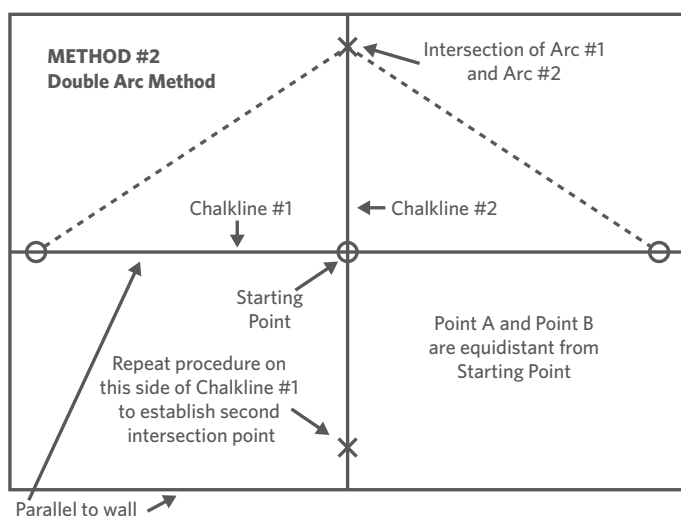 METHOD #2
Double Arc Method
Intersection of Arc #1
and Arc #2
Chalkline #1
Chalkline #2
Starting
Point
Point A and Point B
are equidistant from
Starting Point
Repeat procedure on
this side of Chalkline #1
to establish second
intersection point
Parallel to wall